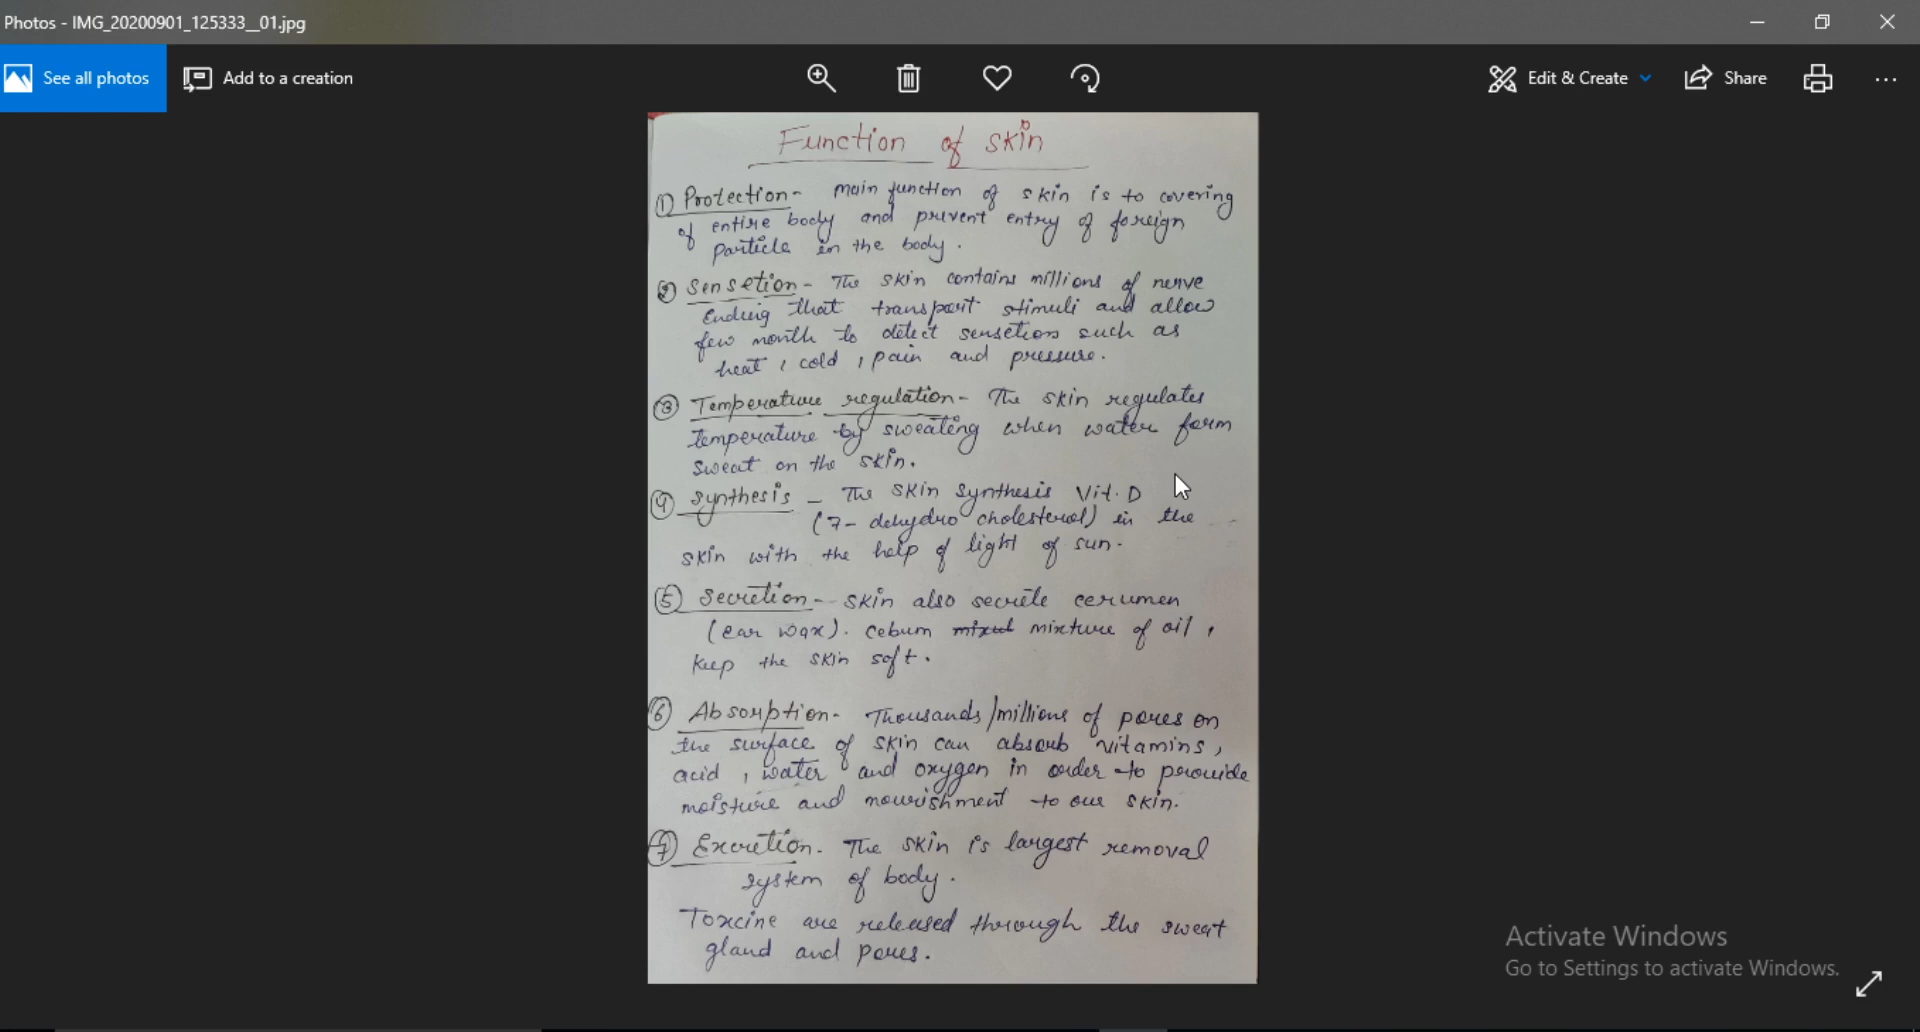 Photos - IMG_20200901_125333__01.jpg
See all photos
Add to a creation
Edit & Create
Share
Function of skin
① Protection- main function of skin is to covering
of entire body and prevent entry of foreign
particle in the body.
② Sensetion - The skin contains millions of nerve
Ending that transport stimuli and allow
few month to detect sensetion such as
heat, cold, pain and pressure.
③ Temperature regulation - The skin regulates
temperature by sweating when water form
sweat on the skin.
④ Synthesis - The skin synthesis Vit. D
(7- dehydro cholesterol) in the
skin with the help of light of sun.
⑤ Secretion - skin also secrete cerumen
(ear wax). Cebum mixture of oil,
keep the skin soft.
⑥ Absorption- Thousands/millions of pores on
the surface of skin can absorb vitamins,
acid, water and oxygen in order to provide
moisture and nourishment to our skin.
⑦ Excretion. The skin is largest removal
system of body.
Toxcine are released through the sweat
gland and pores.
Activate Windows
Go to Settings to activate Windows.